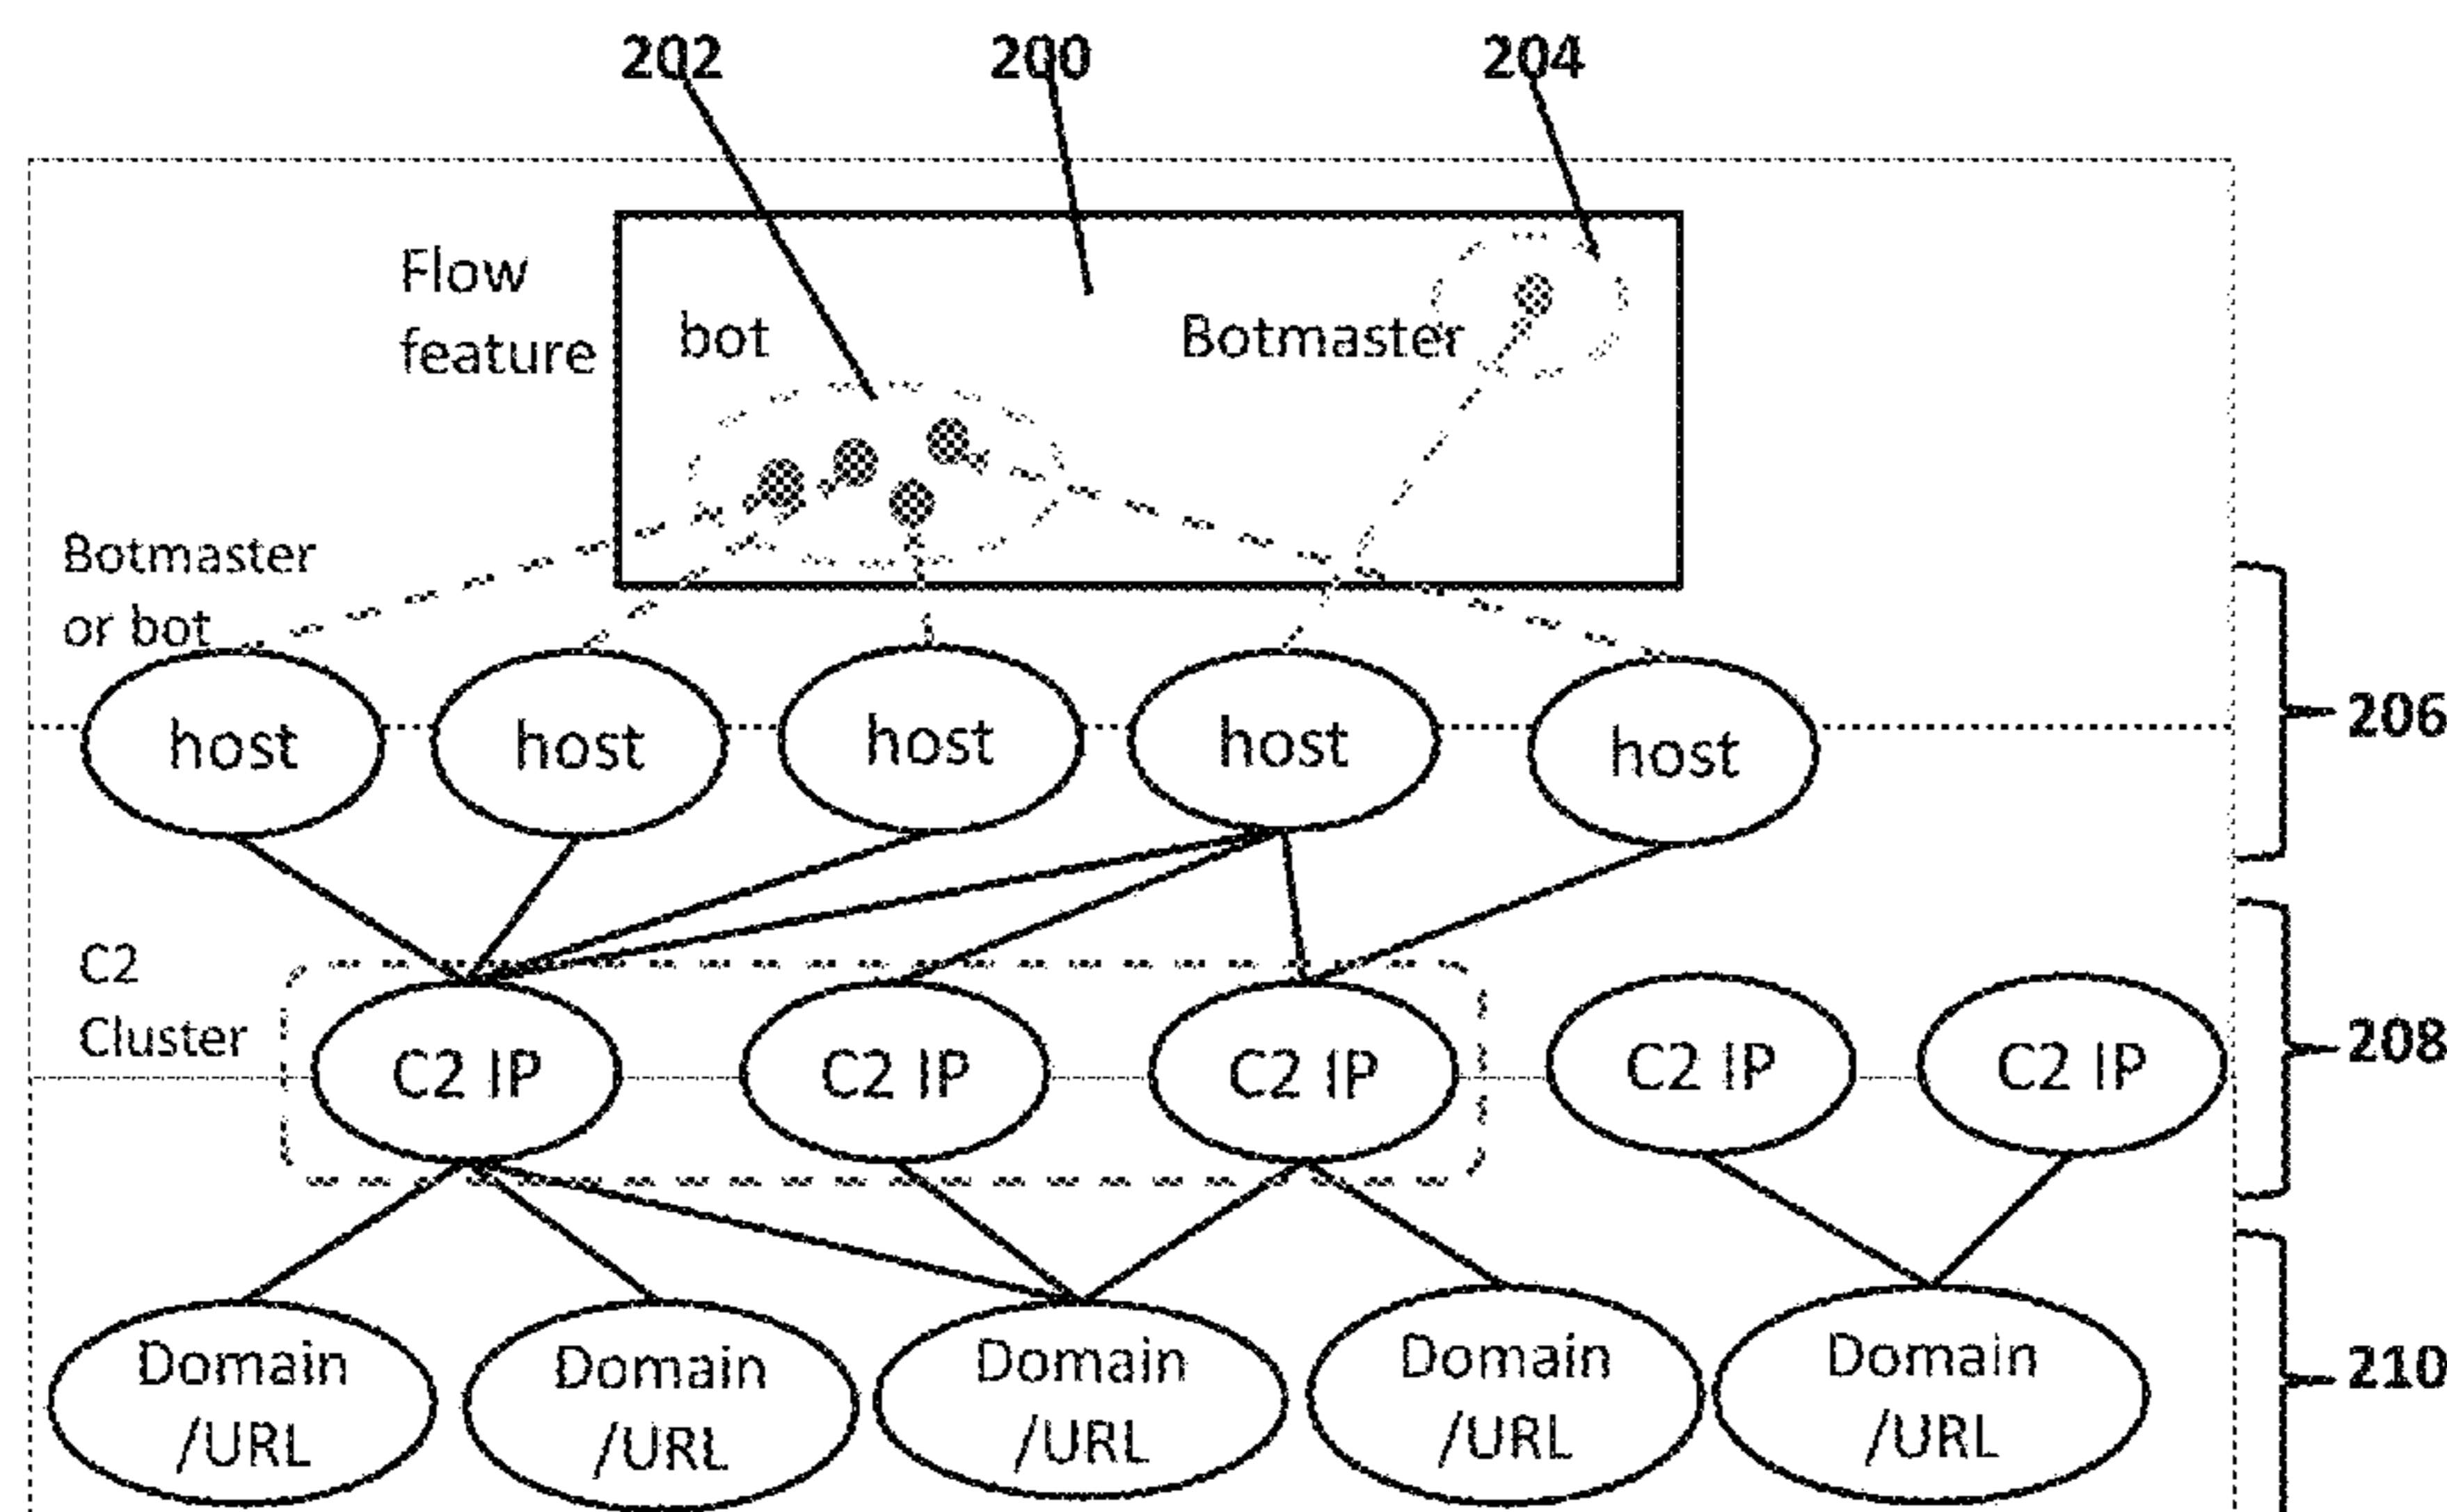 202 200 204
Flow
feature
bot
Botmaster
Botmaster
or bot
host host host host host
206
C2
Cluster
C2 IP C2 IP C2 IP C2 IP C2 IP
208
Domain Domain Domain Domain Domain
/URL /URL /URL /URL /URL
210